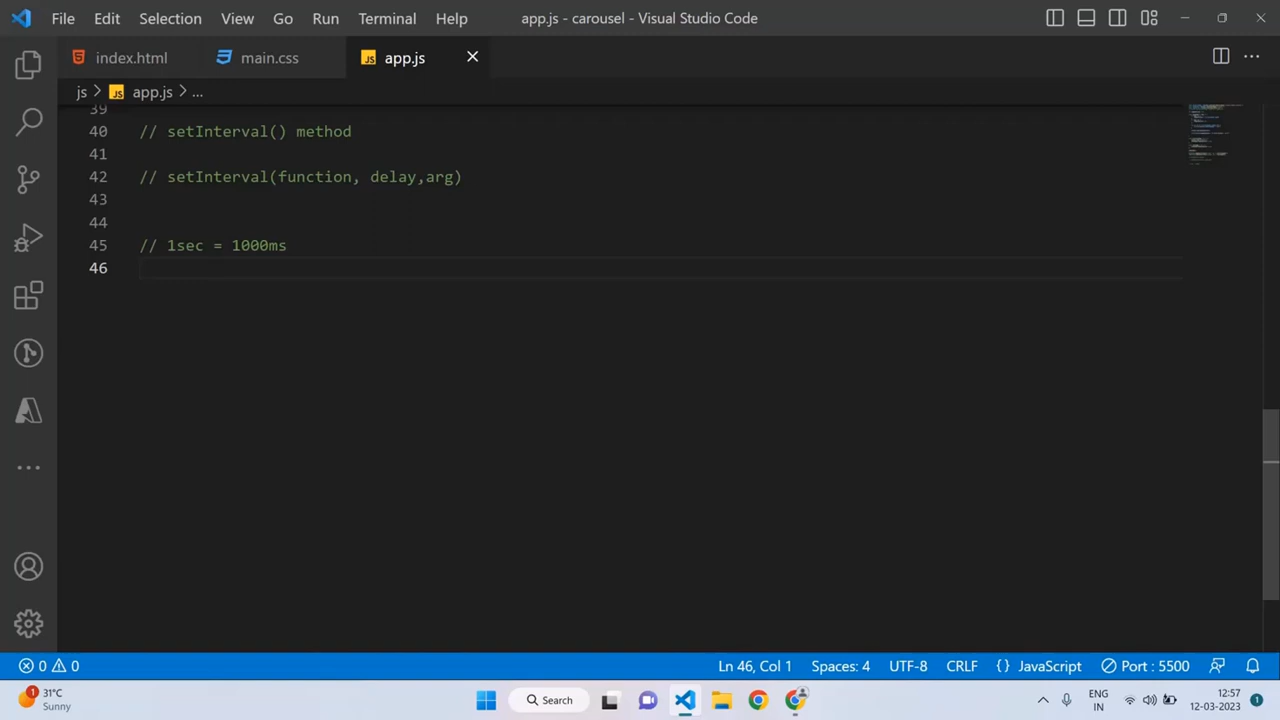 File Edit Selection View Go Run Terminal Help app.js - carousel - Visual Studio Code
index.html main.css JS app.js
js > JS app.js > ...
39
40 // setInterval() method
41
42 // setInterval(function, delay,arg)
43
44
45 // 1sec = 1000ms
46
0 0 Ln 46, Col 1 Spaces: 4 UTF-8 CRLF {} JavaScript Port : 5500
1 31°C Search ENG 12:57
Sunny IN 12-03-2023 1